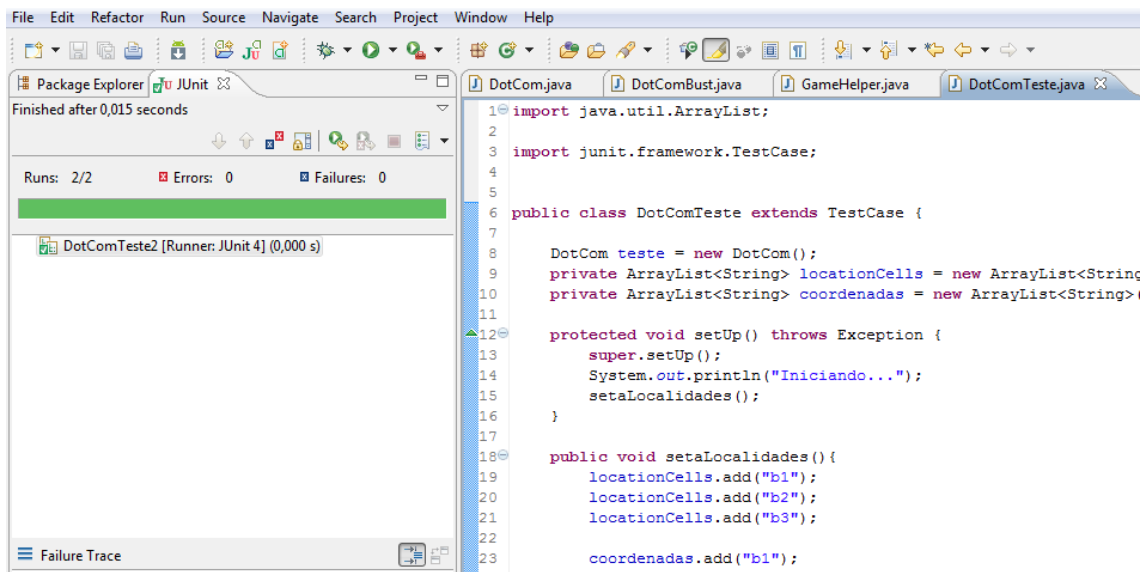 File Edit Refactor Run Source Navigate Search Project Window Help
Package Explorer JUnit
Finished after 0,015 seconds
Runs: 2/2 Errors: 0 Failures: 0
DotComTeste2 [Runner: JUnit 4] (0,000 s)
Failure Trace
DotCom.java DotComBust.java GameHelper.java DotComTeste.java
1 import java.util.ArrayList;
2
3 import junit.framework.TestCase;
4
5
6 public class DotComTeste extends TestCase {
7
8 DotCom teste = new DotCom();
9 private ArrayList<String> locationCells = new ArrayList<String
10 private ArrayList<String> coordenadas = new ArrayList<String>(
11
12 protected void setUp() throws Exception {
13 super.setUp();
14 System.out.println("Iniciando...");
15 setaLocalidades();
16 }
17
18 public void setaLocalidades(){
19 locationCells.add("b1");
20 locationCells.add("b2");
21 locationCells.add("b3");
22
23 coordenadas.add("b1");